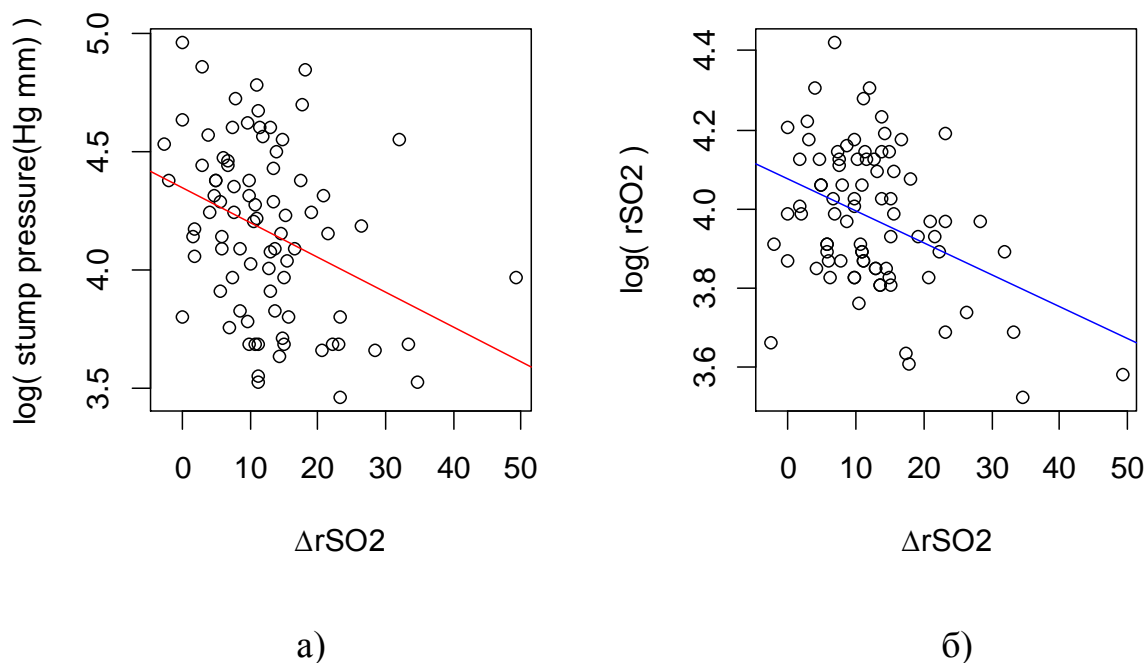 log( stump pressure(Hg mm) )
5.0
4.5
4.0
3.5
0 10 20 30 40 50
ΔrSO2
а)
log( rSO2 )
4.4
4.2
4.0
3.8
3.6
0 10 20 30 40 50
ΔrSO2
б)